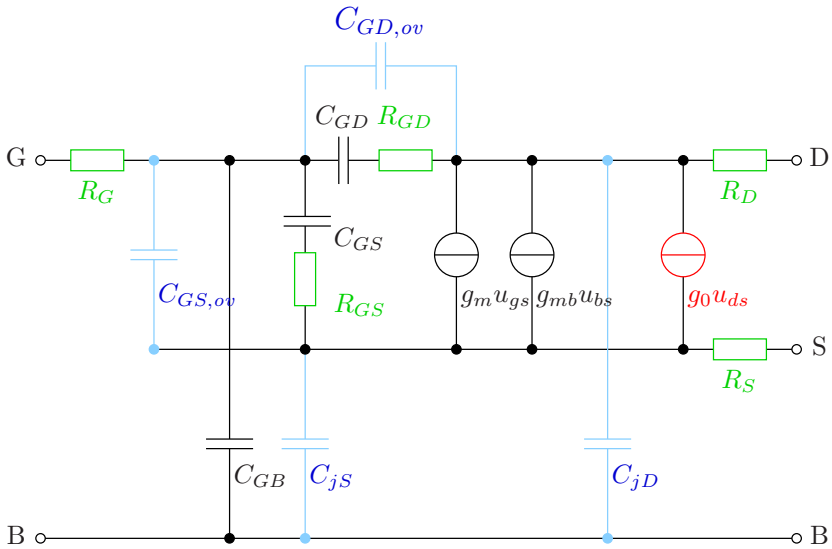 C_{GD,ov}
C_{GD} R_{GD}
G D
R_G R_D
C_{GS}
C_{GS,ov} R_{GS} g_m u_{gs} g_{mb} u_{bs} g_0 u_{ds}
S
R_S
C_{GB} C_{jS} C_{jD}
B B